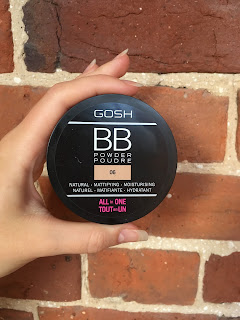 GOSH
BB
POWDER
POUDRE
06
NATURAL · MATTIFYING · MOISTURISING
NATUREL · MATIFIANTE · HYDRATANT
ALL IN ONE
TOUT EN UN